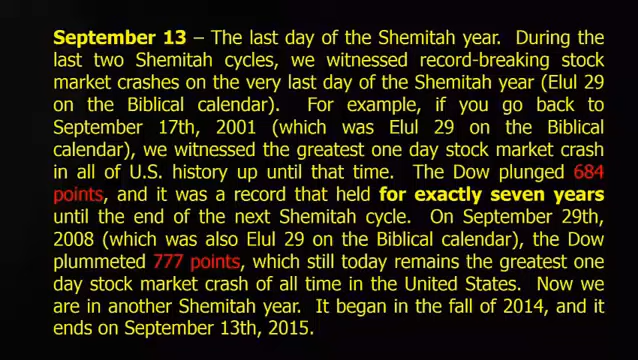 September 13 – The last day of the Shemitah year. During the
last two Shemitah cycles, we witnessed record-breaking stock
market crashes on the very last day of the Shemitah year (Elul 29
on the Biblical calendar). For example, if you go back to
September 17th, 2001 (which was Elul 29 on the Biblical
calendar), we witnessed the greatest one day stock market crash
in all of U.S. history up until that time. The Dow plunged 684
points, and it was a record that held for exactly seven years
until the end of the next Shemitah cycle. On September 29th,
2008 (which was also Elul 29 on the Biblical calendar), the Dow
plummeted 777 points, which still today remains the greatest one
day stock market crash of all time in the United States. Now we
are in another Shemitah year. It began in the fall of 2014, and it
ends on September 13th, 2015.